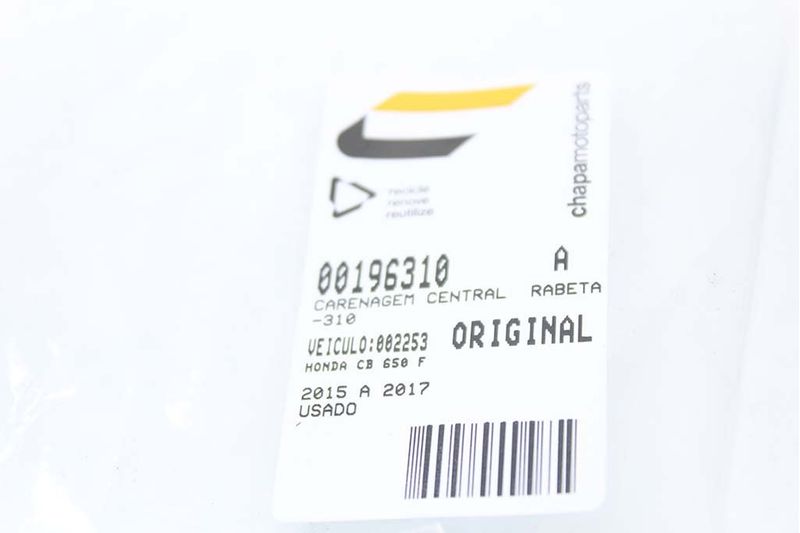 recicle
renove
reutilize
chapamotoparts
00196310 A
CARENAGEM CENTRAL RABETA
-310
VEICULO:002253 ORIGINAL
HONDA CB 650 F
2015 A 2017
USADO